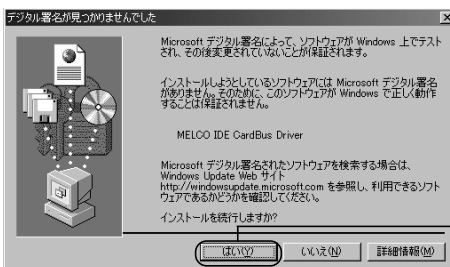 デジタル署名が見つかりませんでした
Microsoft デジタル署名によって、ソフトウェアが Windows 上でテスト
され、その後変更されていないことが保証されます。
インストールしようとしているソフトウェアには Microsoft デジタル署名
がありません。そのために、このソフトウェアが Windows で正しく動作
することは保証されません。
MELCO IDE CardBus Driver
Microsoft デジタル署名されたソフトウェアを検索する場合は、
Windows Update Web サイト
http://windowsupdate.microsoft.com を参照し、利用できるソフト
ウェアであるかどうかを確認してください。
インストールを続行しますか?
はい(Y) いいえ(N) 詳細情報(M)